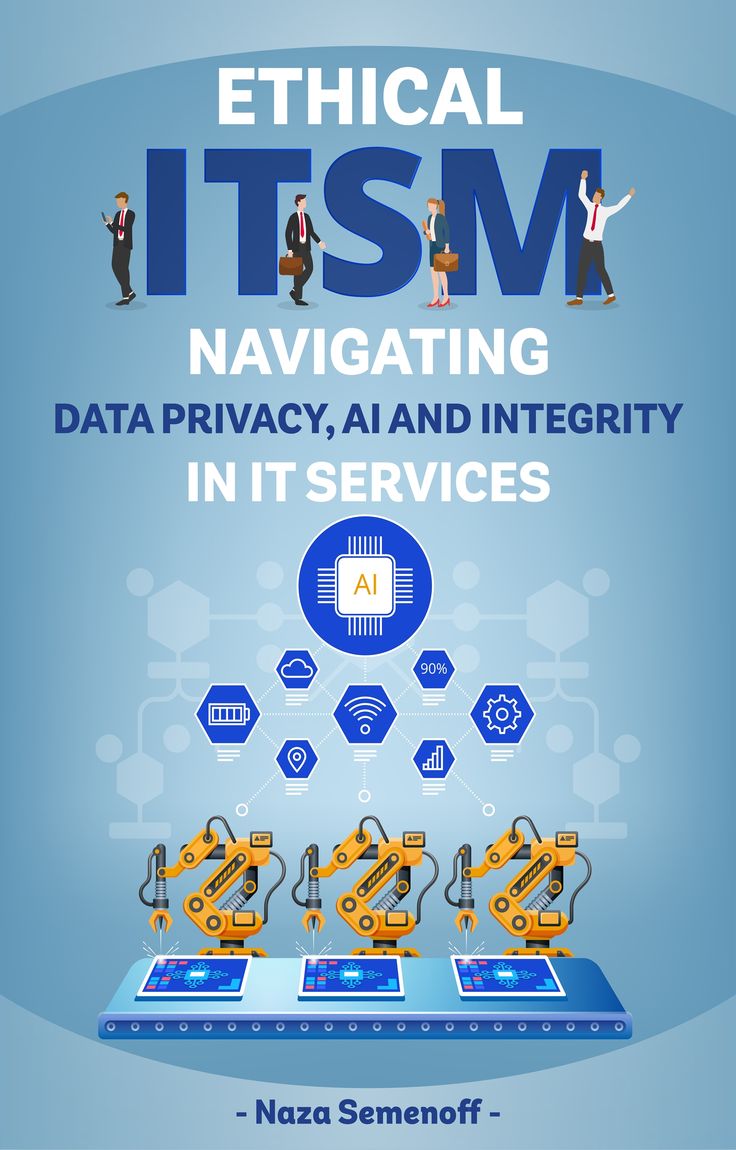 ETHICAL
ITSM
NAVIGATING
DATA PRIVACY, AI AND INTEGRITY
IN IT SERVICES
AI
90%
- Naza Semenoff -